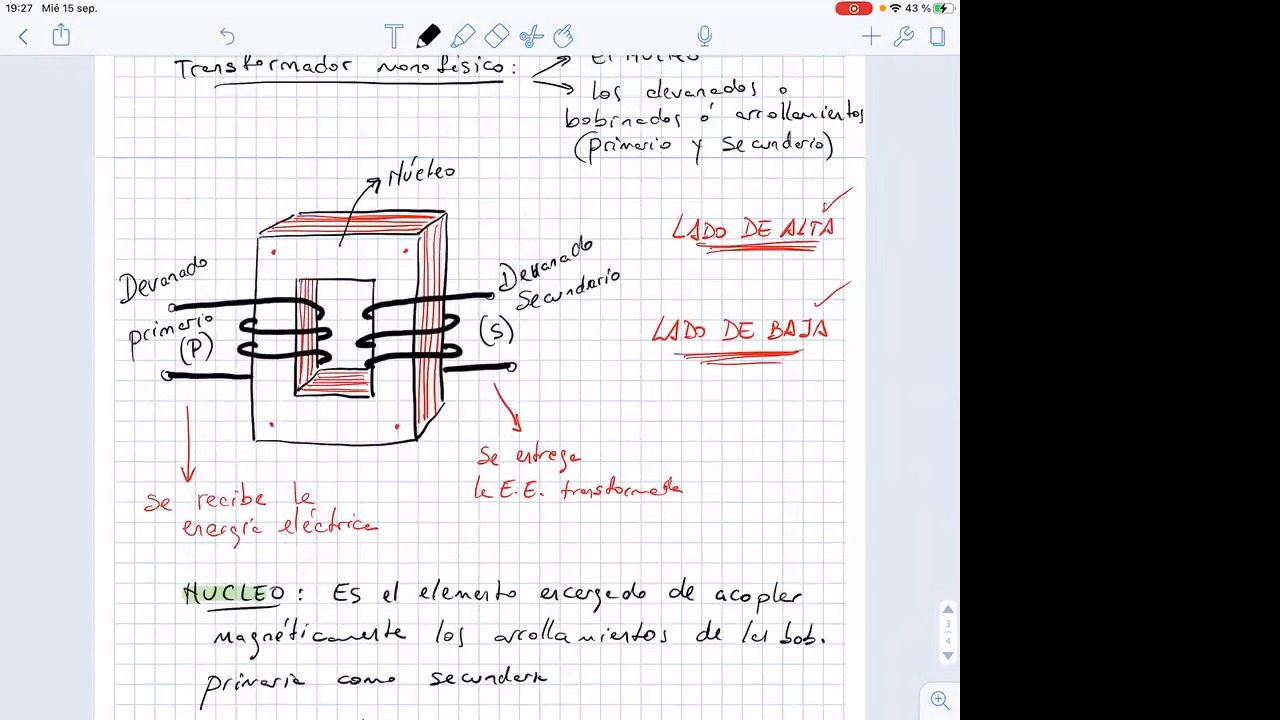 19:27 Mié 15 sep.
43 %
T
Transformador monofásico :
El Núcleo
los devanados o
bobinados ó arrollamientos
(primario y secundario)
Núcleo
LADO DE ALTA
Devanado
primario
(P)
Devanado
secundario
(S)
LADO DE BAJA
Se entrega
la E.E. transformada
Se recibe la
energía eléctrica
NUCLEO : Es el elemento encargado de acoplar
magnéticamente los arrollamientos de las bob.
primaria como secundaria
3
4